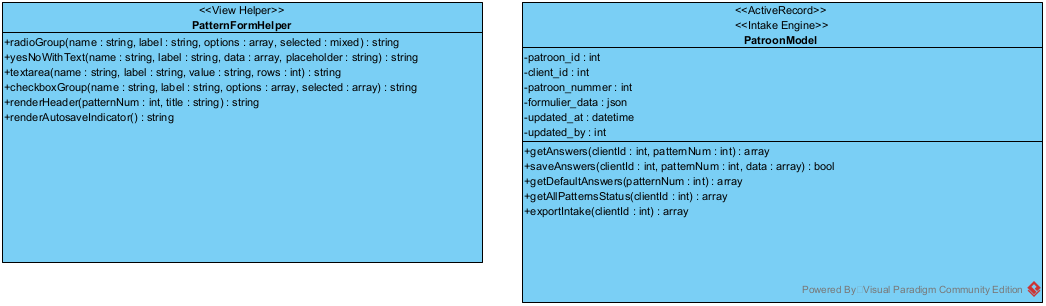 <<View Helper>>
PatternFormHelper
+radioGroup(name : string, label : string, options : array, selected : mixed) : string
+yesNoWithText(name : string, label : string, data : array, placeholder : string) : string
+textarea(name : string, label : string, value : string, rows : int) : string
+checkboxGroup(name : string, label : string, options : array, selected : array) : string
+renderHeader(patternNum : int, title : string) : string
+renderAutosaveIndicator() : string
<<ActiveRecord>>
<<Intake Engine>>
PatroonModel
-patroon_id : int
-client_id : int
-patroon_nummer : int
-formulier_data : json
-updated_at : datetime
-updated_by : int
+getAnswers(clientId : int, patternNum : int) : array
+saveAnswers(clientId : int, patternNum : int, data : array) : bool
+getDefaultAnswers(patternNum : int) : array
+getAllPatternsStatus(clientId : int) : array
+exportIntake(clientId : int) : array
Powered By: Visual Paradigm Community Edition